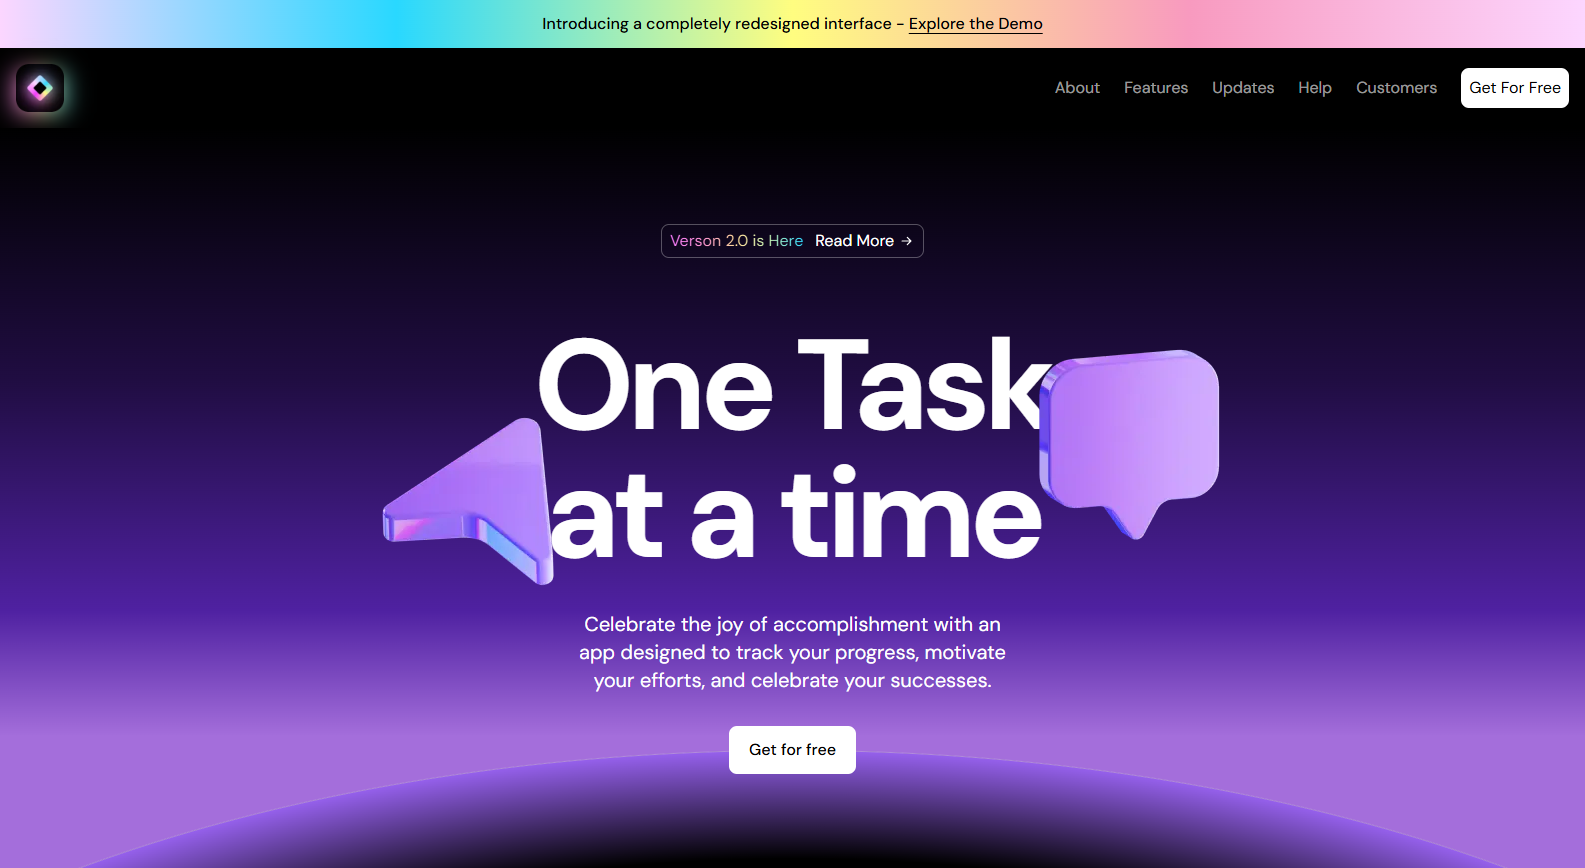 Introducing a completely redesigned interface - Explore the Demo
About Features Updates Help Customers Get For Free
Verson 2.0 is Here Read More →
One Task
at a time
Celebrate the joy of accomplishment with an
app designed to track your progress, motivate
your efforts, and celebrate your successes.
Get for free